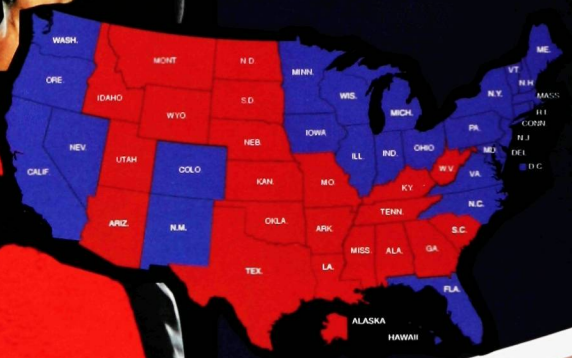 WASH.
ORE.
CALIF.
NEV.
IDAHO
MONT
WYO
UTAH
ARIZ.
COLO
N.M.
N.D.
S.D.
NEB.
KAN.
OKLA.
TEX.
MINN.
IOWA
MO.
ARK.
LA.
WIS.
ILL.
MICH.
IND.
OHIO
KY.
TENN.
MISS.
ALA.
GA.
FLA.
S.C.
N.C.
VA.
W.V.
MD
PA.
N.Y.
VT
N.H
ME.
MASS
R.I
CONN
N.J
DEL
D.C
ALASKA
HAWAII